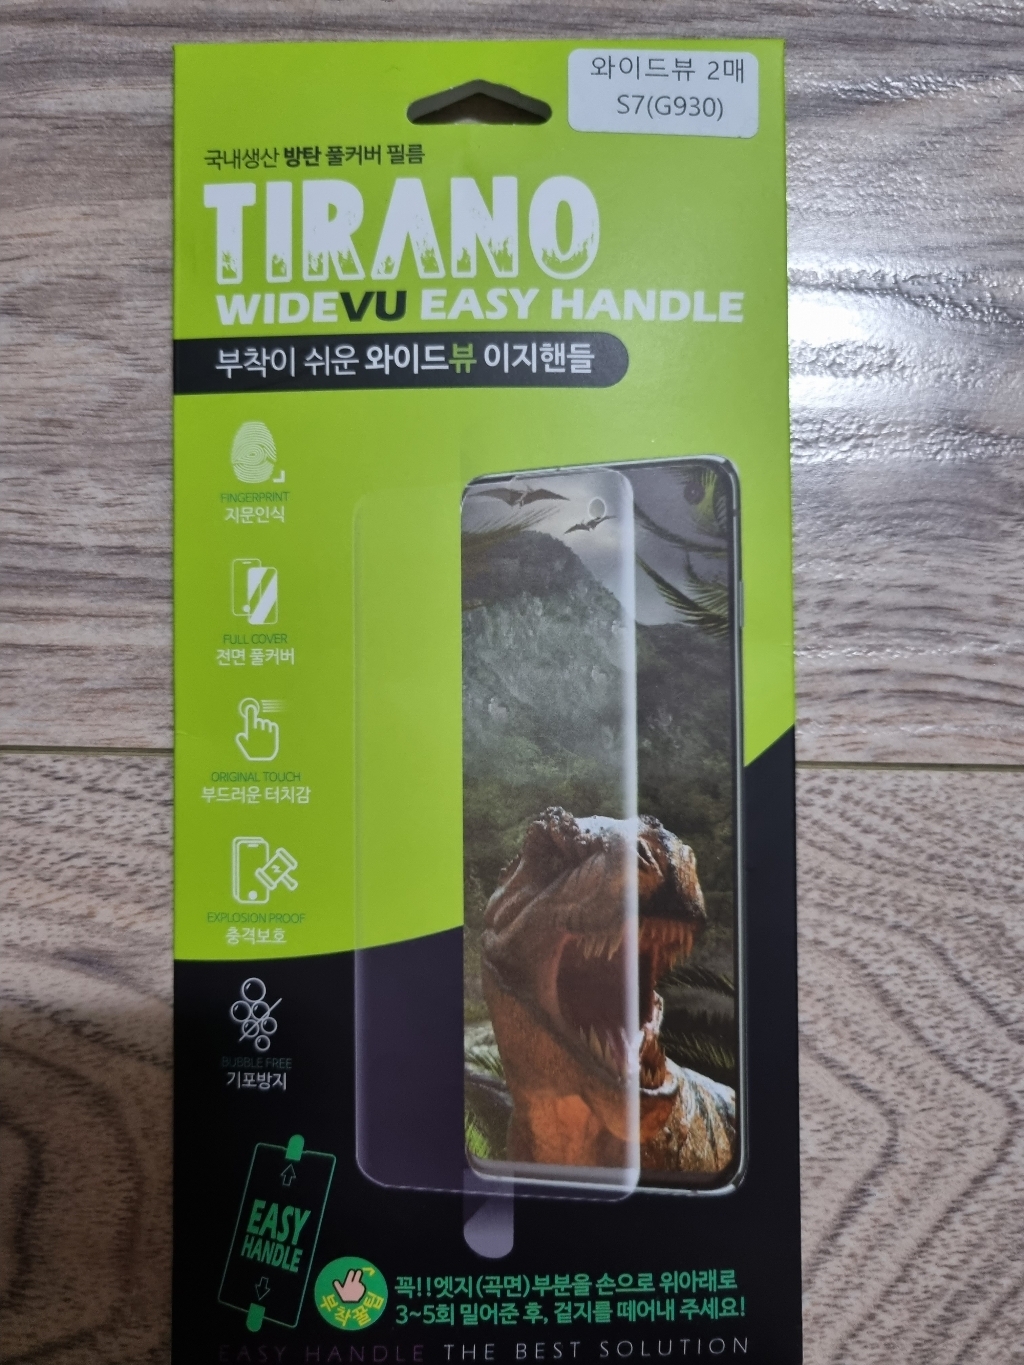 와이드뷰 2매
S7(G930)
국내생산 방탄 풀커버 필름
TIRANO
WIDEVU EASY HANDLE
부착이 쉬운 와이드뷰 이지핸들
FINGERPRINT
지문인식
FULL COVER
전면 풀커버
ORIGINAL TOUCH
부드러운 터치감
EXPLOSION PROOF
충격보호
BUBBLE FREE
기포방지
EASY
HANDLE
부착꿀팁
꼭!!엣지(곡면)부분을 손으로 위아래로
3~5회 밀어준 후, 겉지를 떼어내 주세요!
EASY HANDLE THE BEST SOLUTION